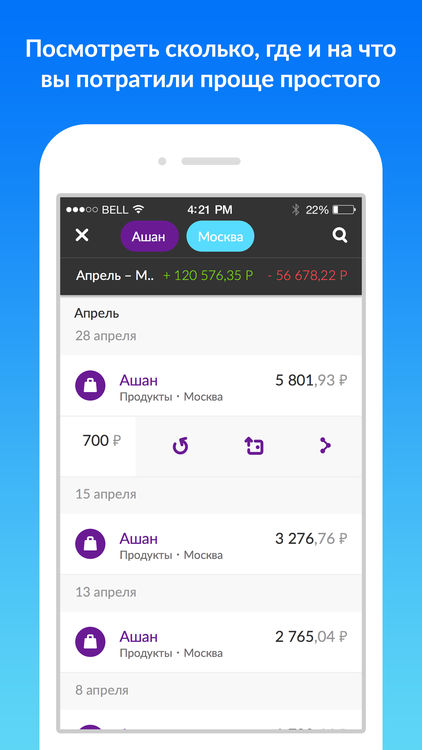 Посмотреть сколько, где и на что
вы потратили проще простого
BELL 4:21 PM 22%
Ашан Москва
Апрель – М.. + 120 576,35 Р - 56 678,22 Р
Апрель
28 апреля
Ашан 5 801,93 ₽
Продукты · Москва
700 ₽
15 апреля
Ашан 3 276,76 ₽
Продукты · Москва
13 апреля
Ашан 2 765,04 ₽
Продукты · Москва
8 апреля